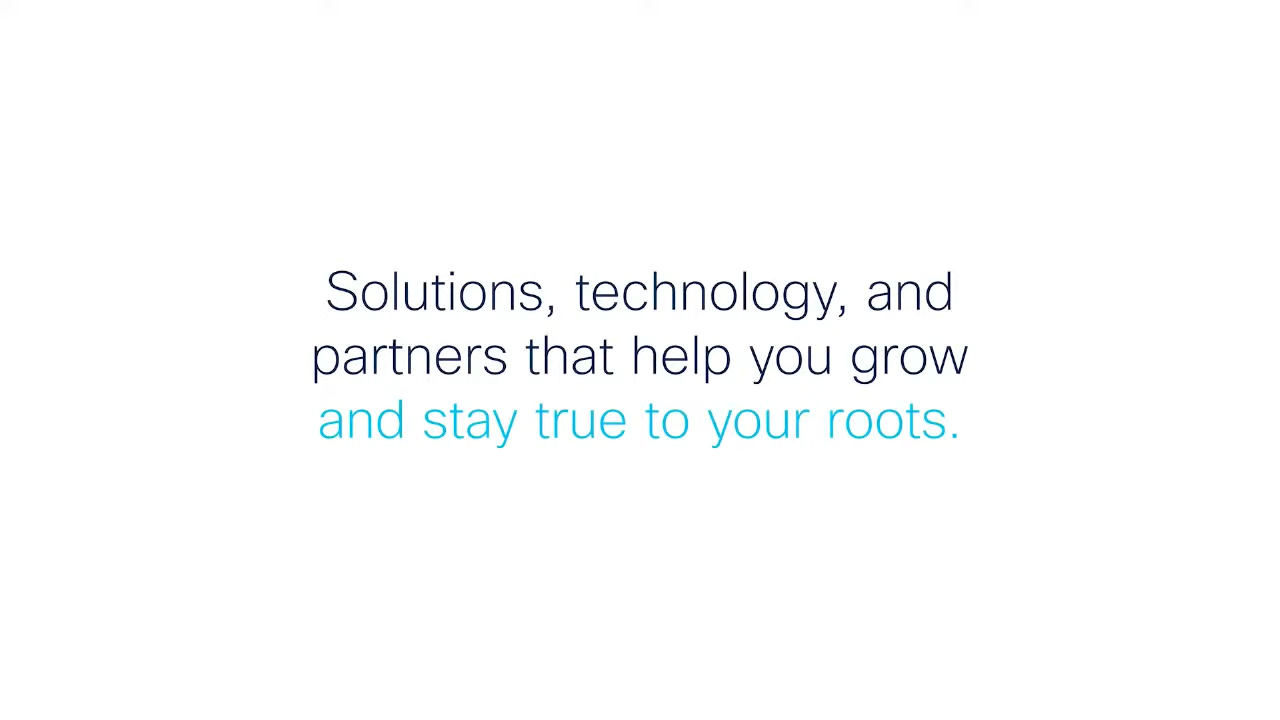 Solutions, technology, and
partners that help you grow
and stay true to your roots.